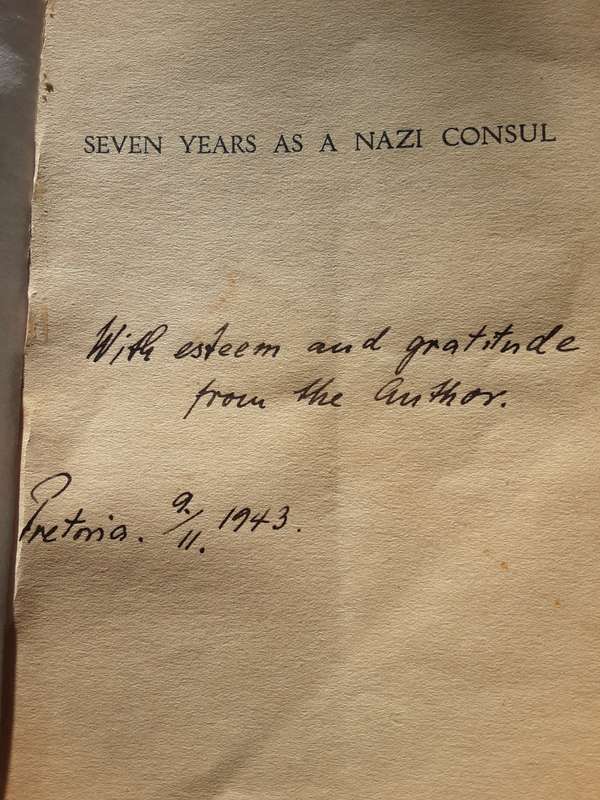 SEVEN YEARS AS A NAZI CONSUL
With esteem and gratitude
from the Author.
Pretoria. 9./11. 1943.